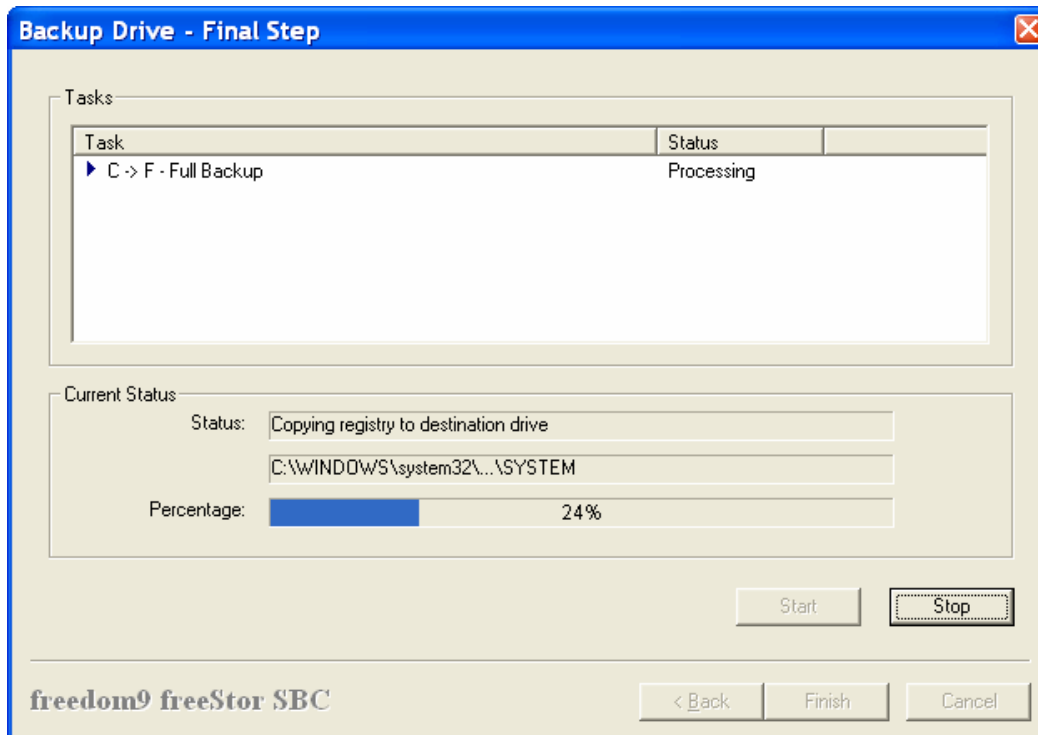 Backup Drive - Final Step
Tasks
Task Status
C -> F - Full Backup Processing
Current Status
Status: Copying registry to destination drive
C:\WINDOWS\system32\...\SYSTEM
Percentage: 24%
Start Stop
freedom9 freeStor SBC < Back Finish Cancel